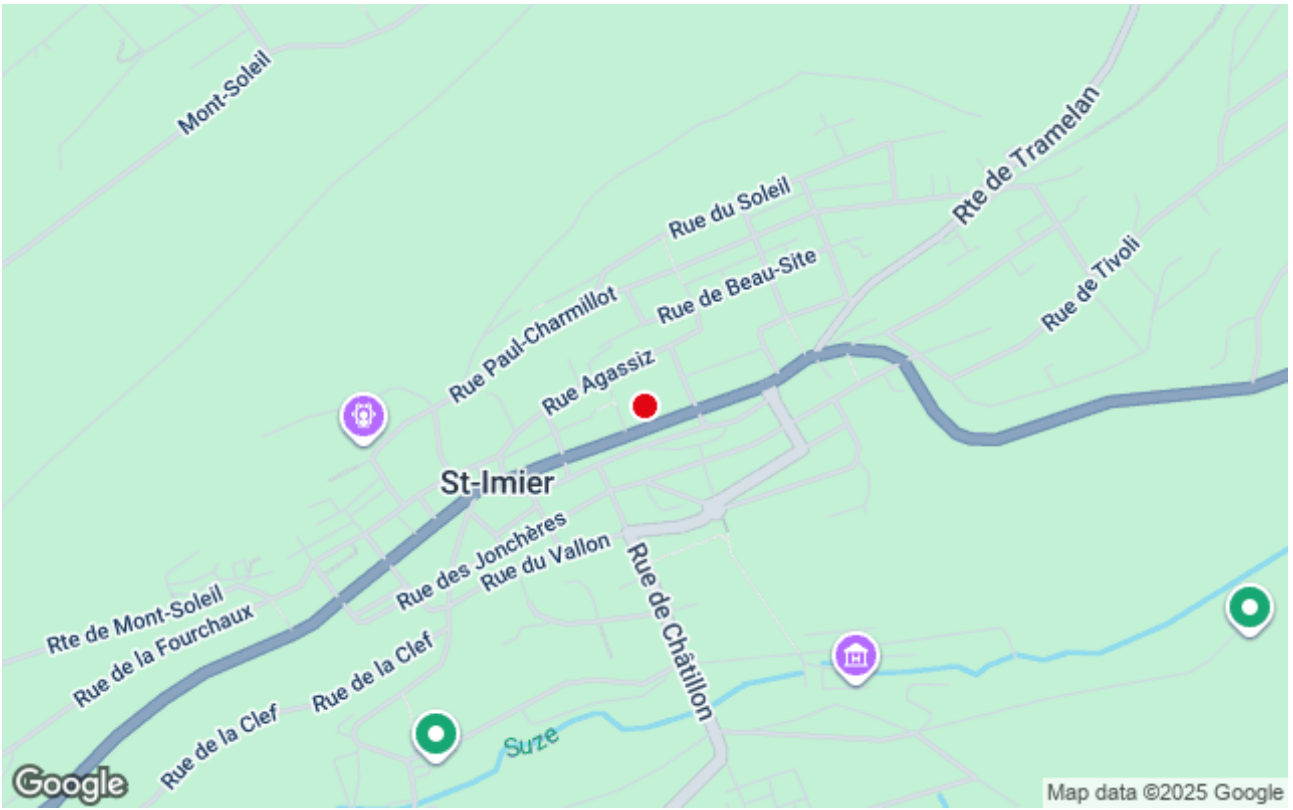 Mont-Soleil
Rte de Tramelan
Rue du Soleil
Rue de Tivoli
Rue de Beau-Site
Rue Paul-Charmillot
Rue Agassiz
St-Imier
Rue des Jonchères
Rue du Vallon
Rue de Châtillon
Rte de Mont-Soleil
Rue de la Fourchaux
Rue de la Clef
Rue de la Clef
Suze
Google
Map data ©2025 Google